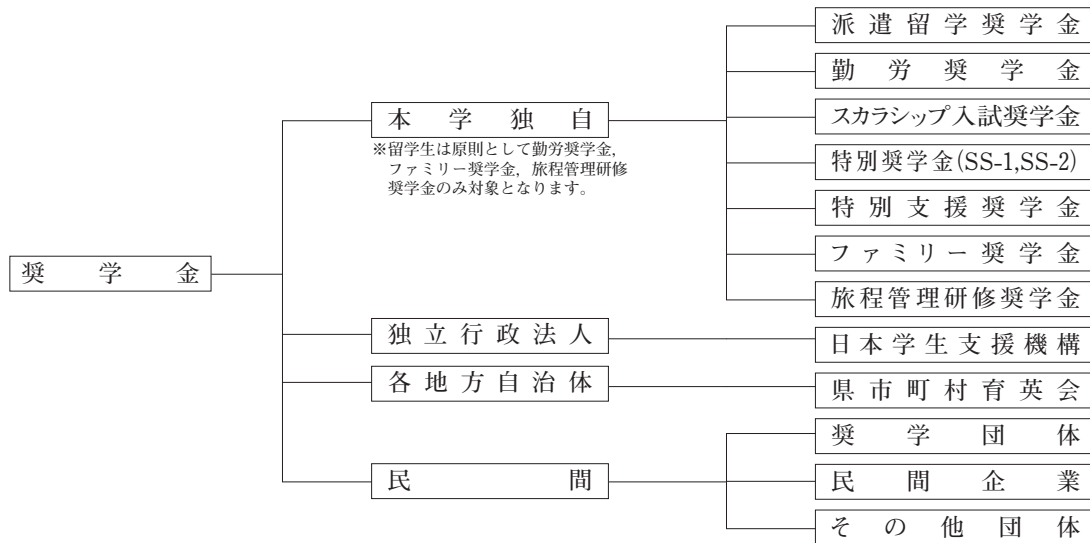 奨学金
本学独自
※留学生は原則として勤労奨学金，
ファミリー奨学金，旅程管理研修
奨学金のみ対象となります。
派遣留学奨学金
勤労奨学金
スカラシップ入試奨学金
特別奨学金(SS-1,SS-2)
特別支援奨学金
ファミリー奨学金
旅程管理研修奨学金
独立行政法人
日本学生支援機構
各地方自治体
県市町村育英会
民間
奨学団体
民間企業
その他団体